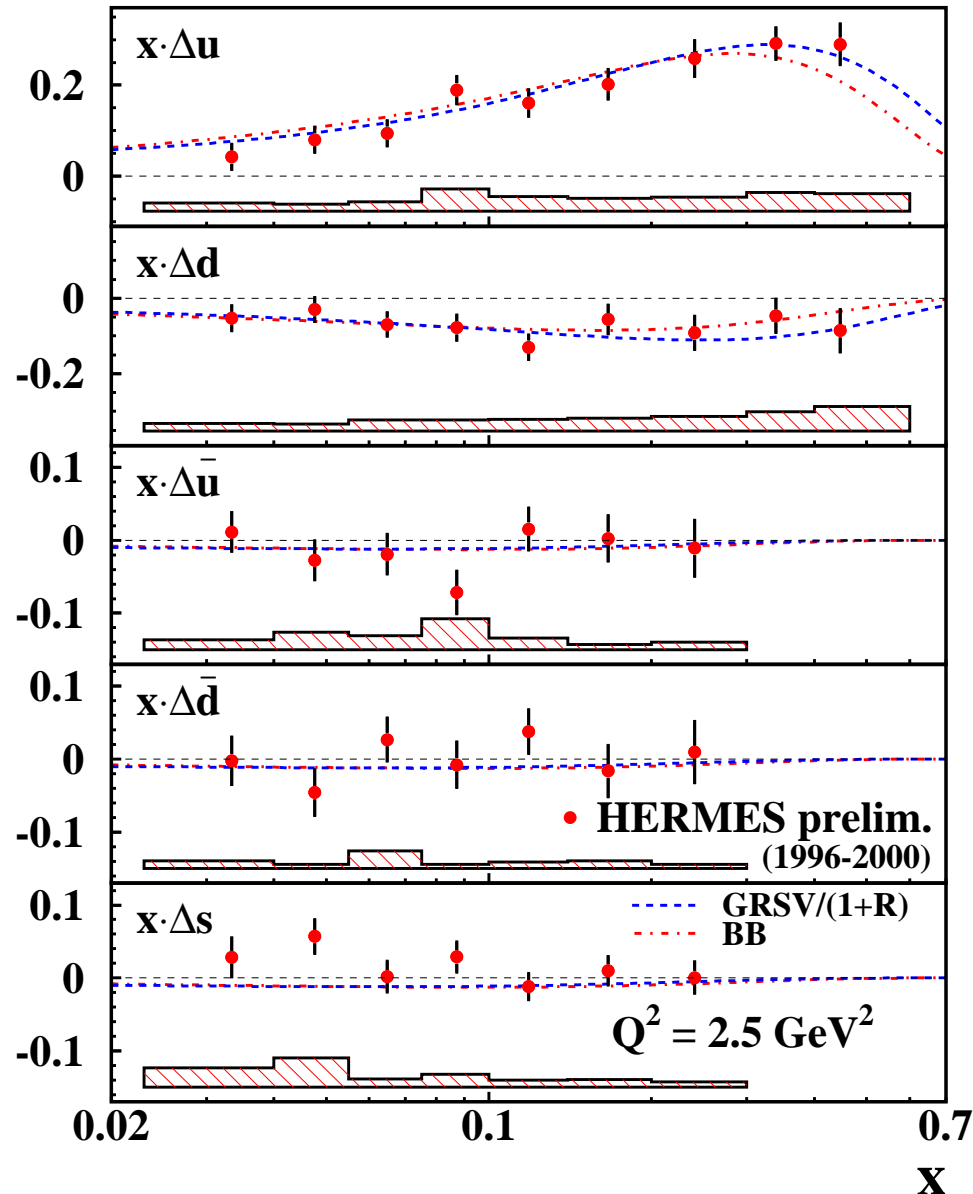 x·Δu
0.2
0
x·Δd
0
-0.2
x·Δū
0.1
0
-0.1
x·Δd̄
0.1
0
-0.1
HERMES prelim.
(1996-2000)
x·Δs
0.1
0
-0.1
GRSV/(1+R)
BB
Q² = 2.5 GeV²
0.02 0.1 0.7
x